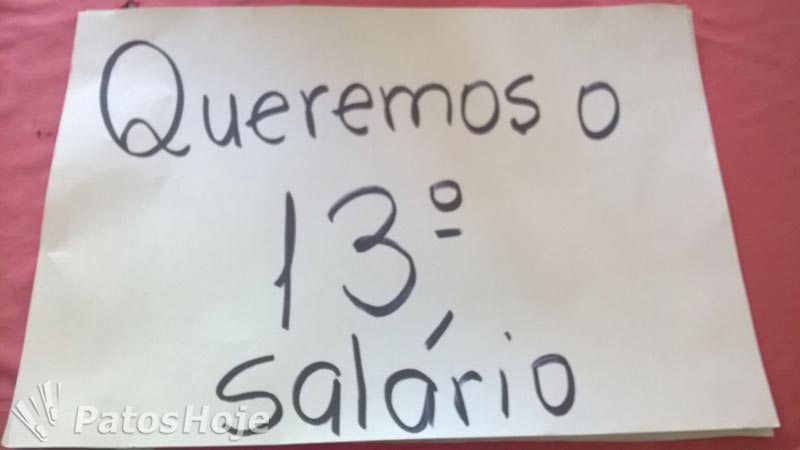 Queremos o
13º
salário
PatosHoje